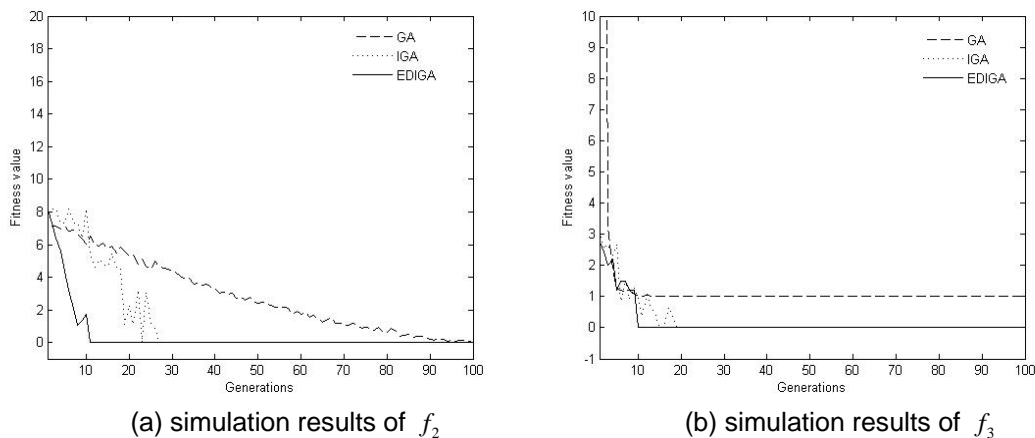 20
18
16
14
12
10
8
6
4
2
0
Fitness value
GA
IGA
EDIGA
10 20 30 40 50 60 70 80 90 100
Generations
(a) simulation results of f2
10
9
8
7
6
5
4
3
2
1
0
-1
Fitness value
GA
IGA
EDIGA
10 20 30 40 50 60 70 80 90 100
Generations
(b) simulation results of f3